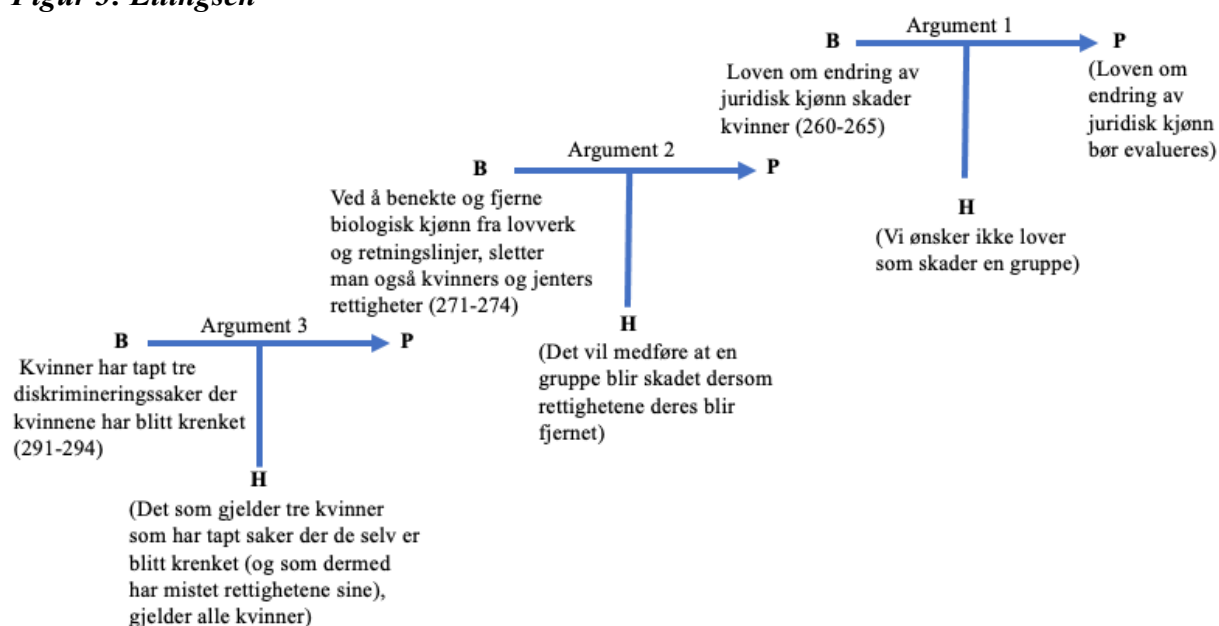 Figur Ellingsen
B Argument 1 P
Loven om endring av
juridisk kjønn skader
kvinner (260-265)
(Loven om
endring av
juridisk kjønn
bør evalueres)
H
(Vi ønsker ikke lover
som skader en gruppe)
B Argument 2 P
Ved å benekte og fjerne
biologisk kjønn fra lovverk
og retningslinjer, sletter
man også kvinners og jenters
rettigheter (271-274)
H
(Det vil medføre at en
gruppe blir skadet dersom
rettighetene deres blir
fjernet)
B Argument 3 P
Kvinner har tapt tre
diskrimineringssaker der
kvinnene har blitt krenket
(291-294)
H
(Det som gjelder tre kvinner
som har tapt saker der de selv er
blitt krenket (og som dermed
har mistet rettighetene sine),
gjelder alle kvinner)